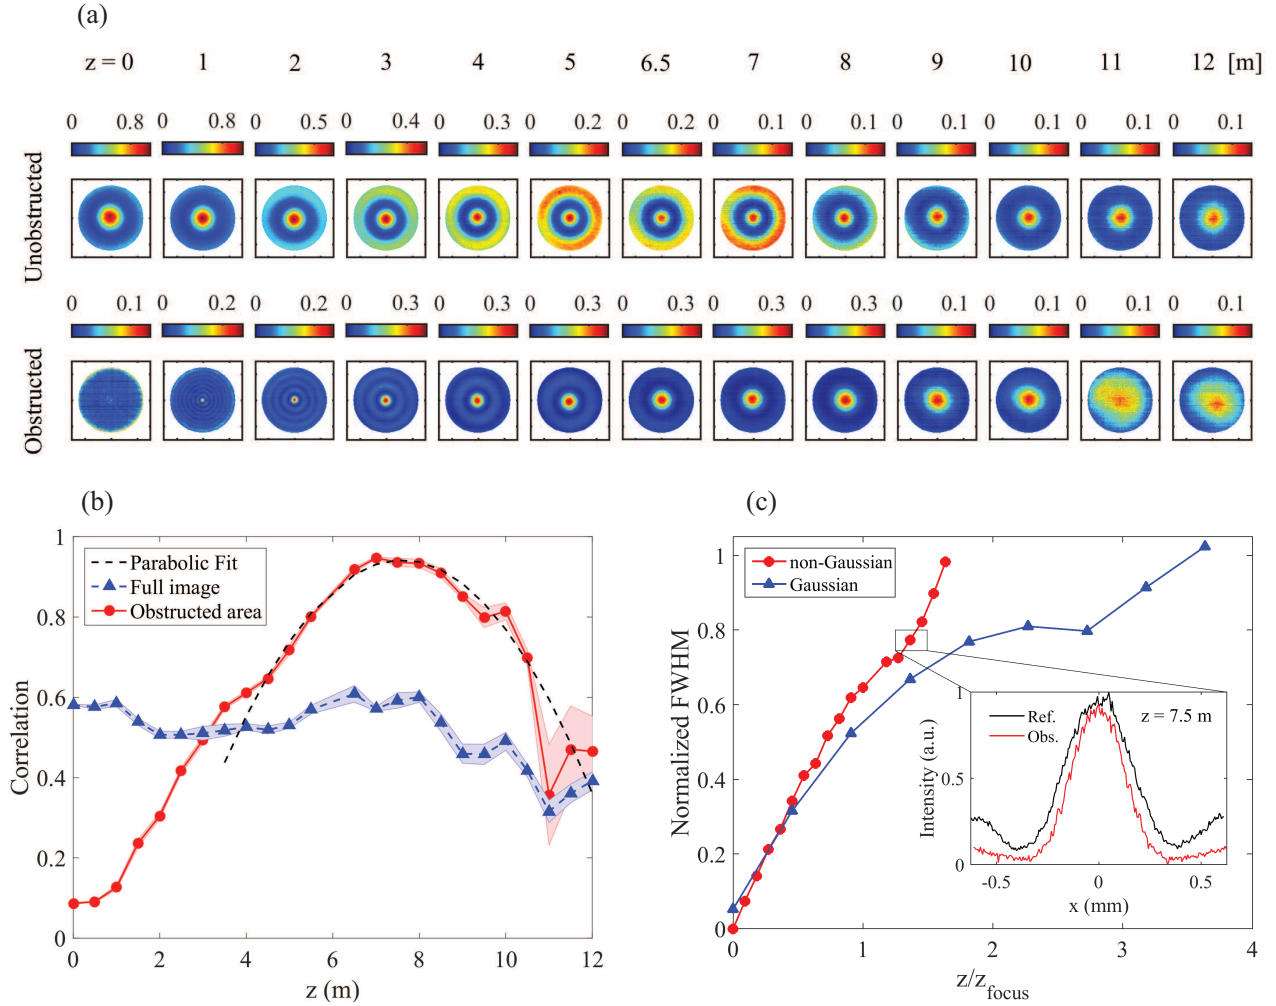 (a)
z = 0 1 2 3 4 5 6.5 7 8 9 10 11 12 [m]
Unobstructed
0 0.8 0 0.8 0 0.5 0 0.4 0 0.3 0 0.2 0 0.2 0 0.1 0 0.1 0 0.1 0 0.1 0 0.1 0 0.1
Obstructed
0 0.1 0 0.2 0 0.2 0 0.3 0 0.3 0 0.3 0 0.3 0 0.3 0 0.3 0 0.1 0 0.1 0 0.1 0 0.1
(b)
Correlation
1
0.8
0.6
0.4
0.2
0
Parabolic Fit
Full image
Obstructed area
0 2 4 6 8 10 12
z (m)
(c)
Normalized FWHM
1
0.8
0.6
0.4
0.2
0
non-Gaussian
Gaussian
Intensity (a.u.)
1
0.5
0
Ref.
Obs.
z = 7.5 m
-0.5 0 0.5
x (mm)
0 1 2 3 4
z/z_focus